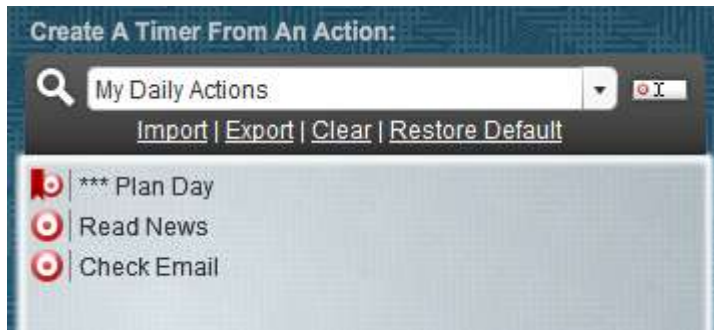 Create A Timer From An Action:
My Daily Actions
Import | Export | Clear | Restore Default
*** Plan Day
Read News
Check Email